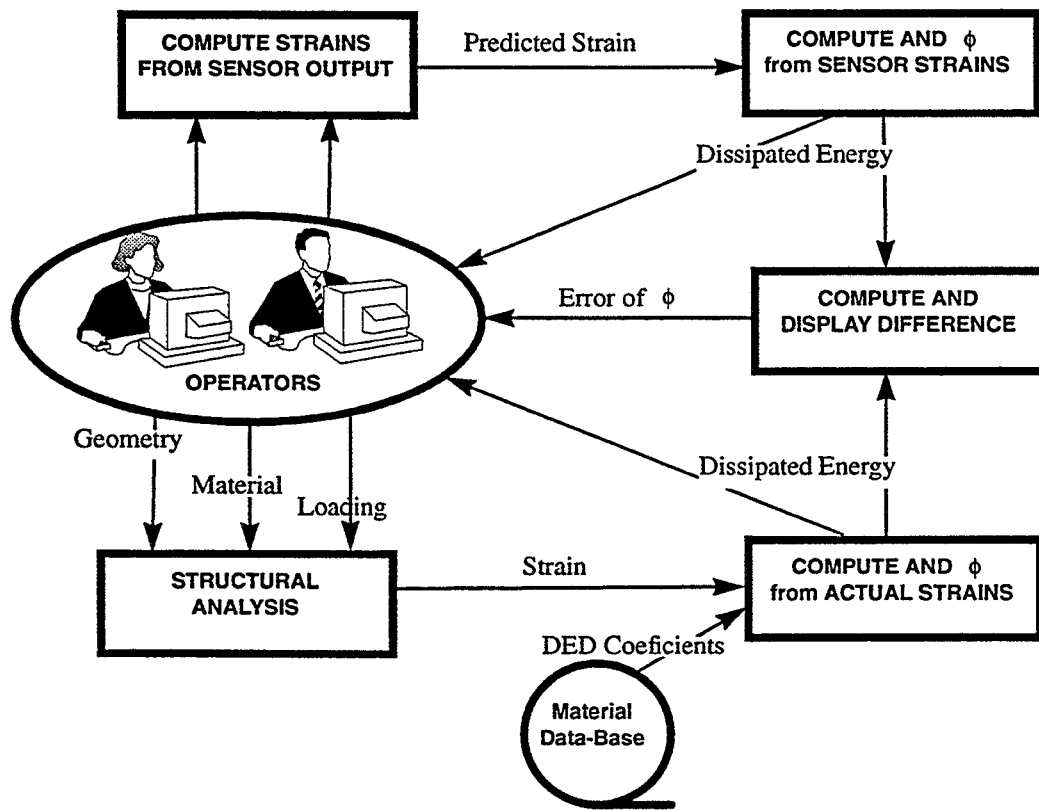 COMPUTE STRAINS
FROM SENSOR OUTPUT
Predicted Strain
COMPUTE AND ϕ
from SENSOR STRAINS
Dissipated Energy
Error of ϕ
COMPUTE AND
DISPLAY DIFFERENCE
OPERATORS
Geometry
Material
Loading
Dissipated Energy
STRUCTURAL
ANALYSIS
Strain
COMPUTE AND ϕ
from ACTUAL STRAINS
DED Coeficients
Material
Data-Base